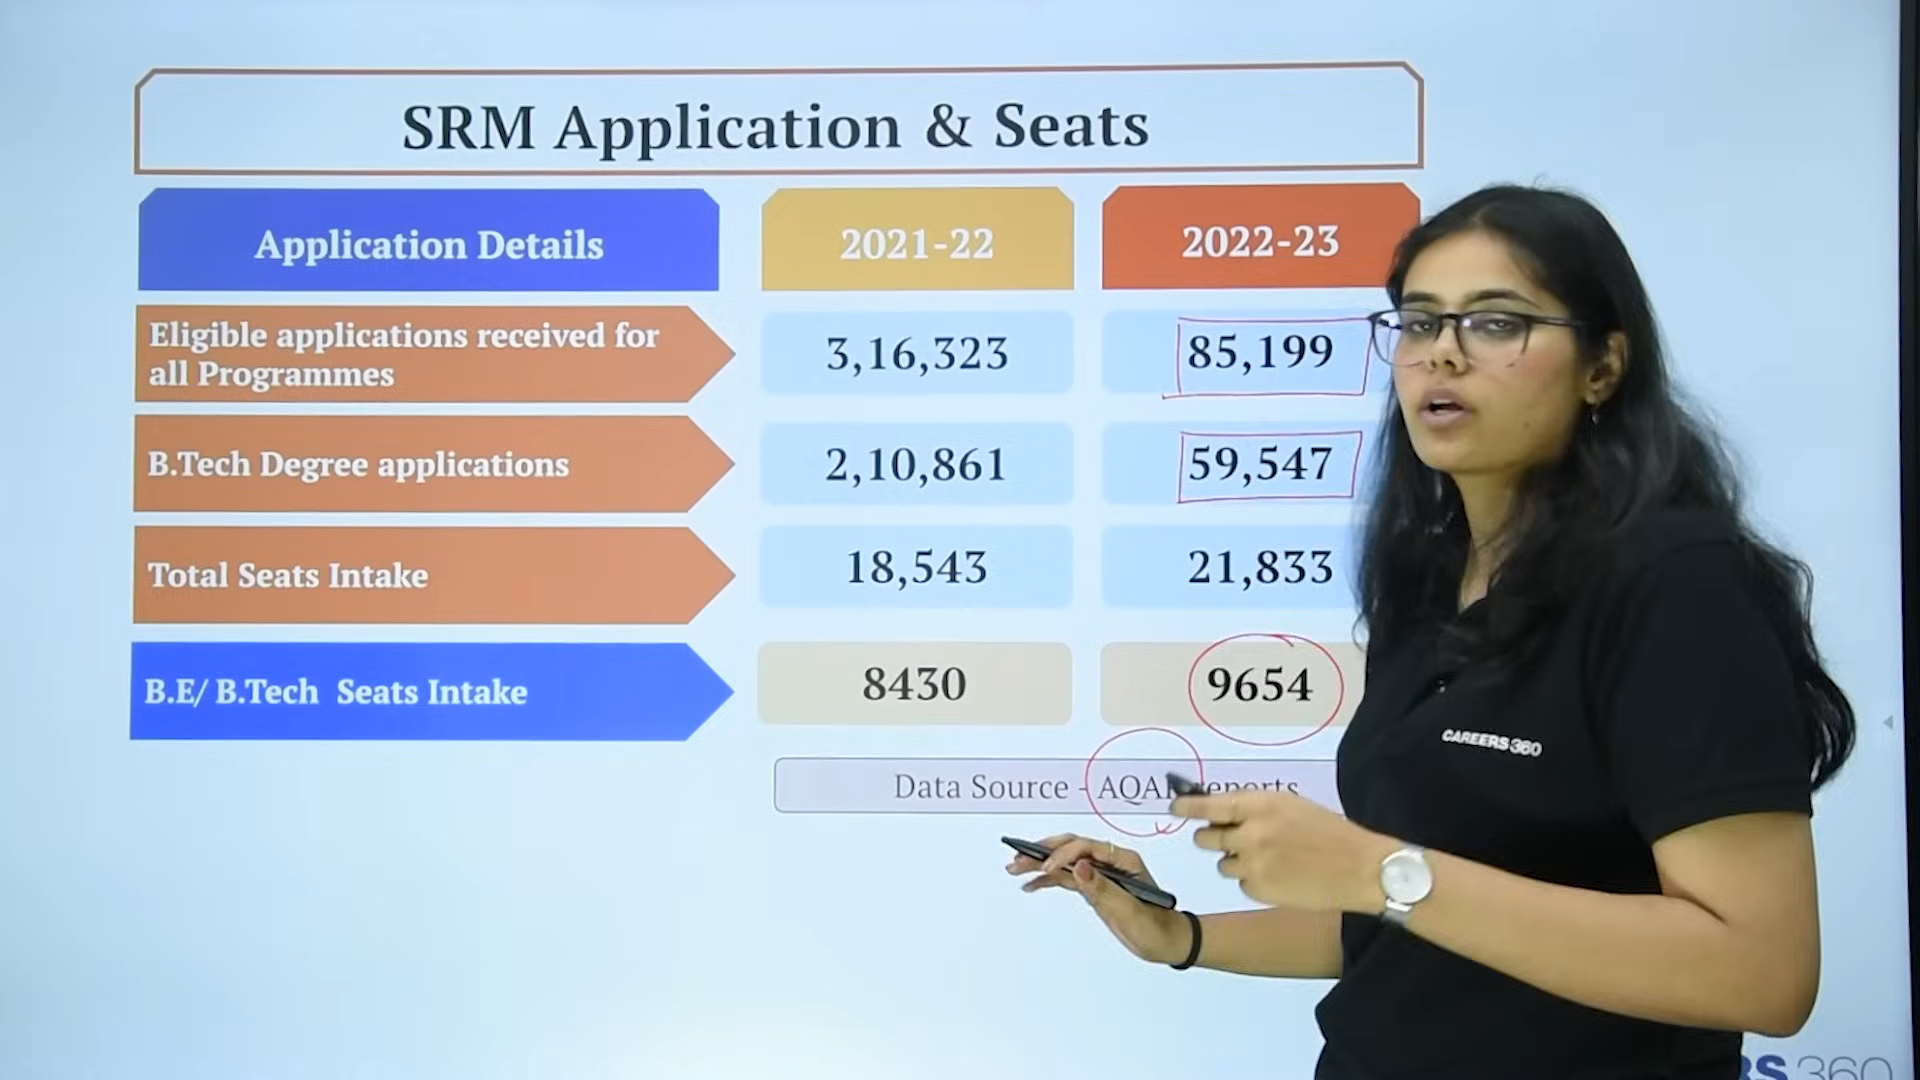 SRM Application & Seats
Application Details
2021-22
2022-23
Eligible applications received for
all Programmes
3,16,323
85,199
B.Tech Degree applications
2,10,861
59,547
Total Seats Intake
18,543
21,833
B.E/ B.Tech Seats Intake
8430
9654
Data Source -
CAREERS360
360